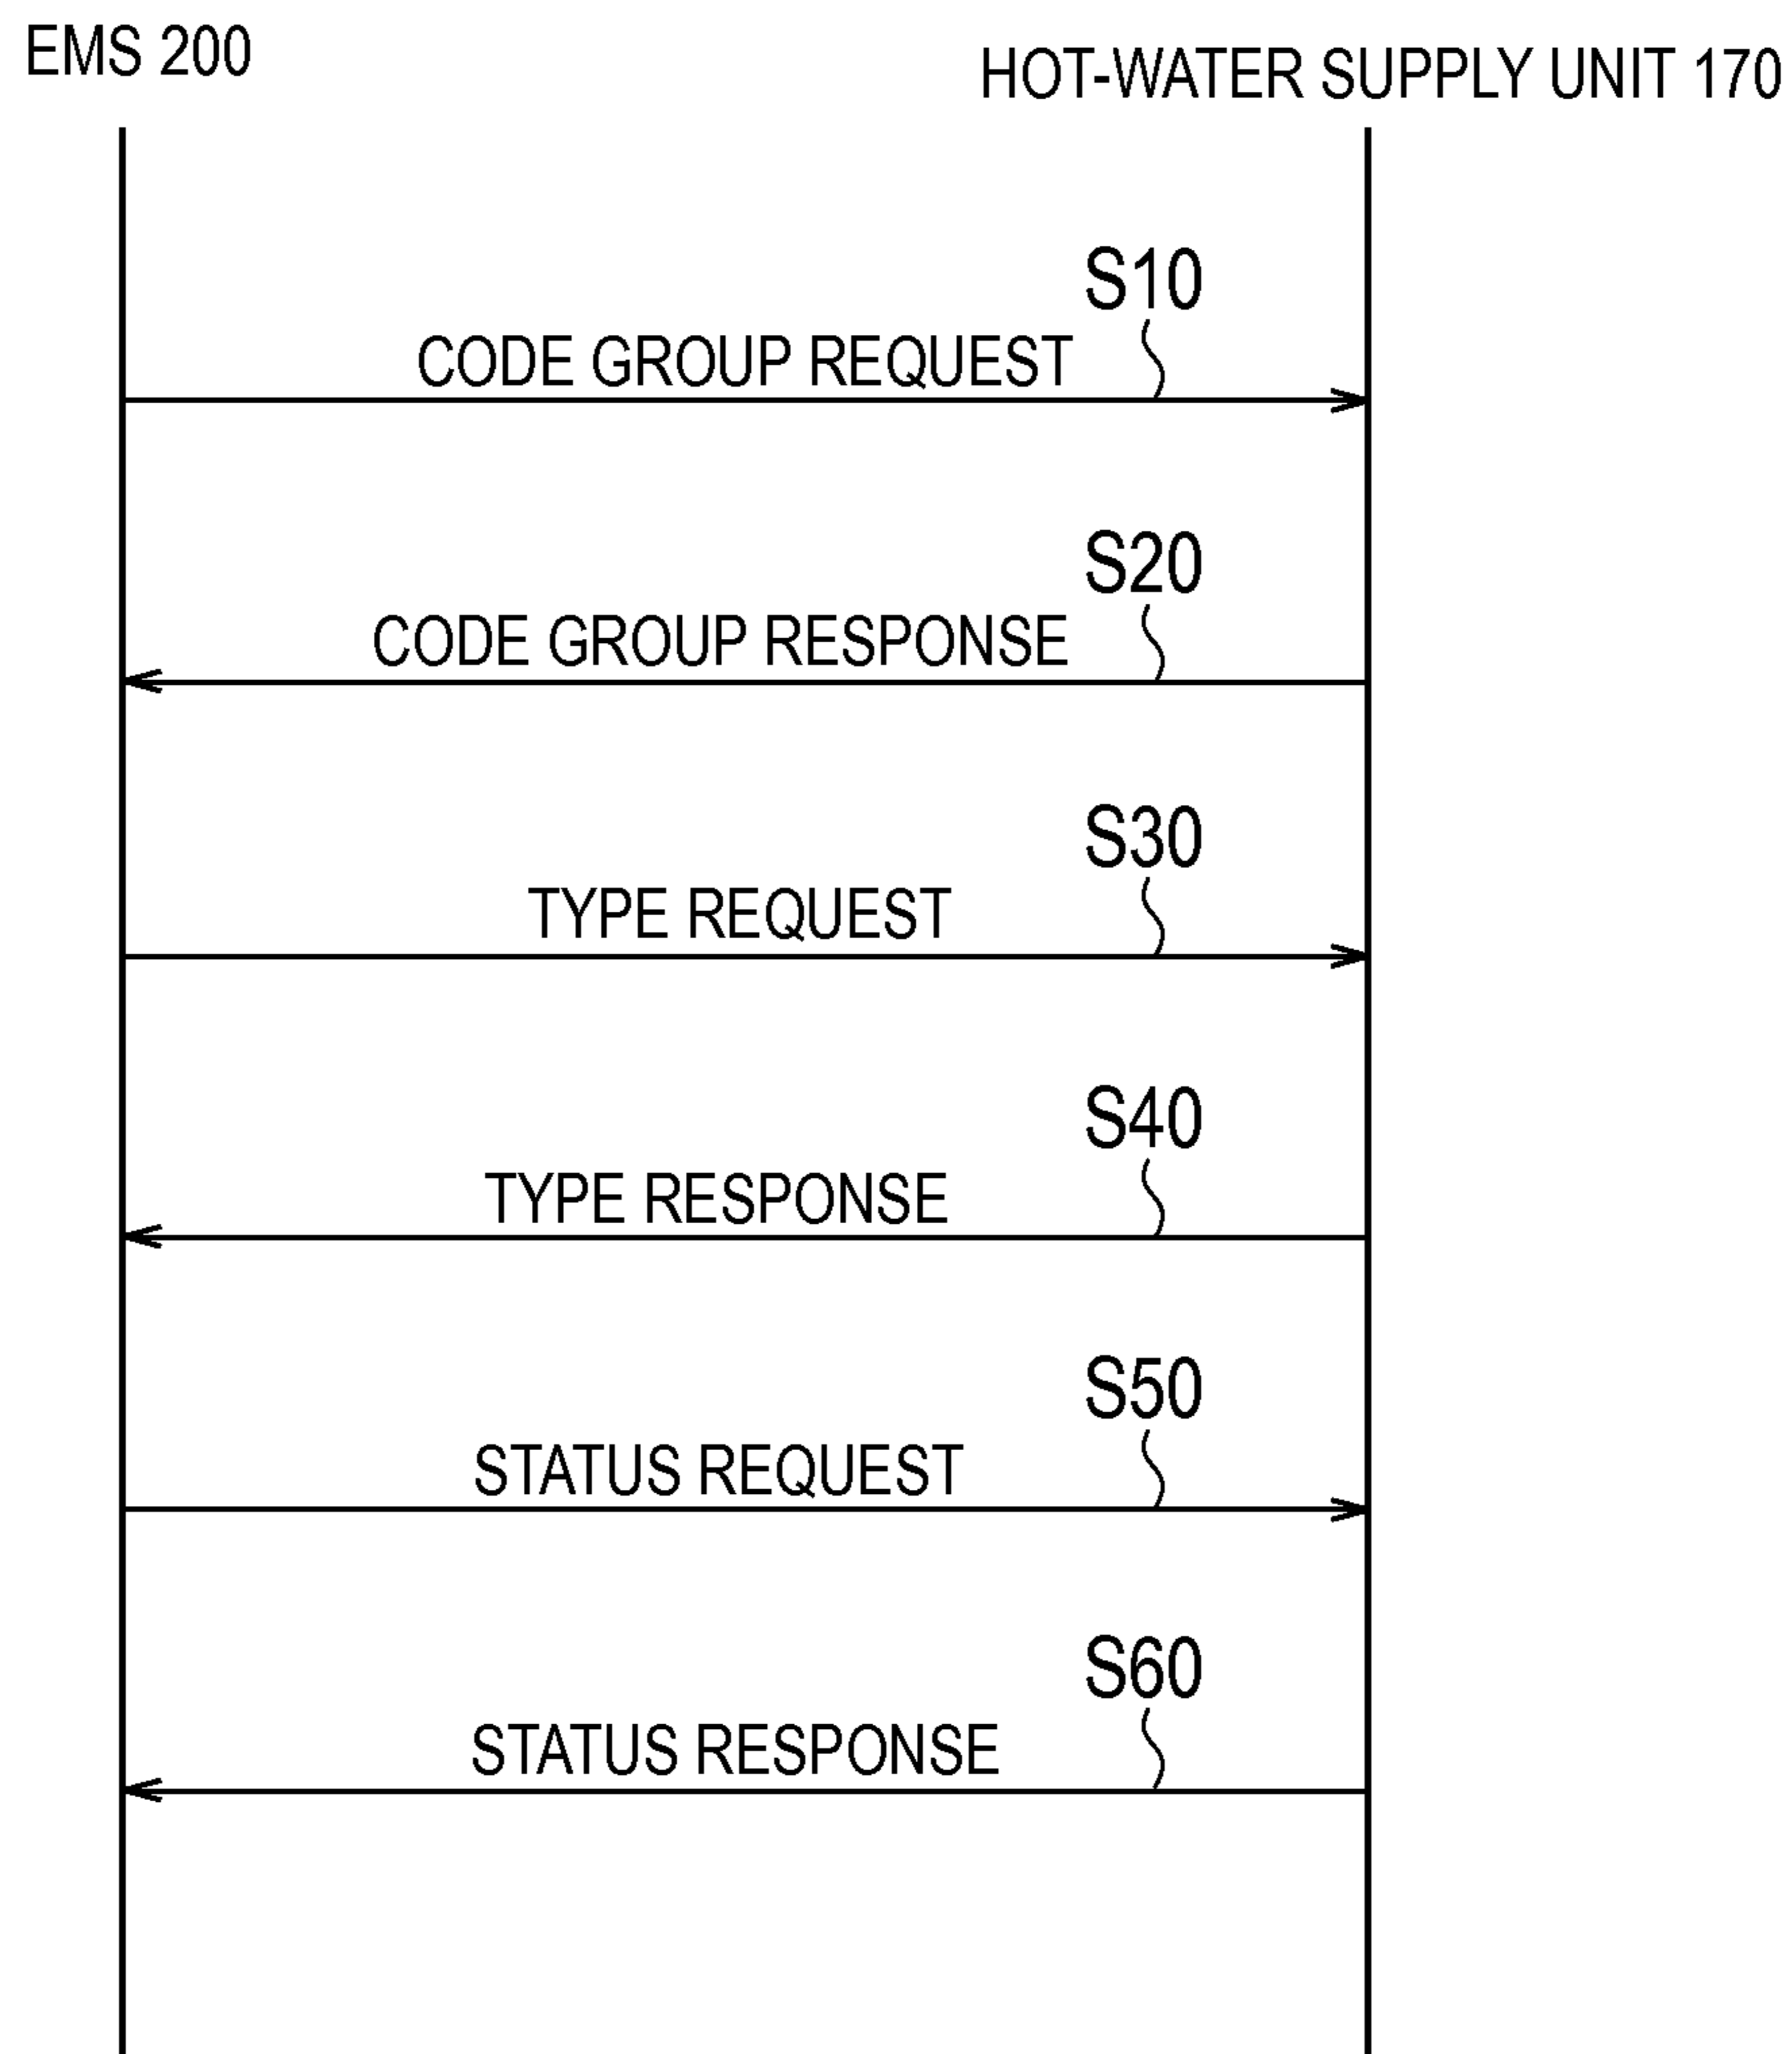 EMS 200
HOT-WATER SUPPLY UNIT 170
S10
CODE GROUP REQUEST
S20
CODE GROUP RESPONSE
S30
TYPE REQUEST
S40
TYPE RESPONSE
S50
STATUS REQUEST
S60
STATUS RESPONSE